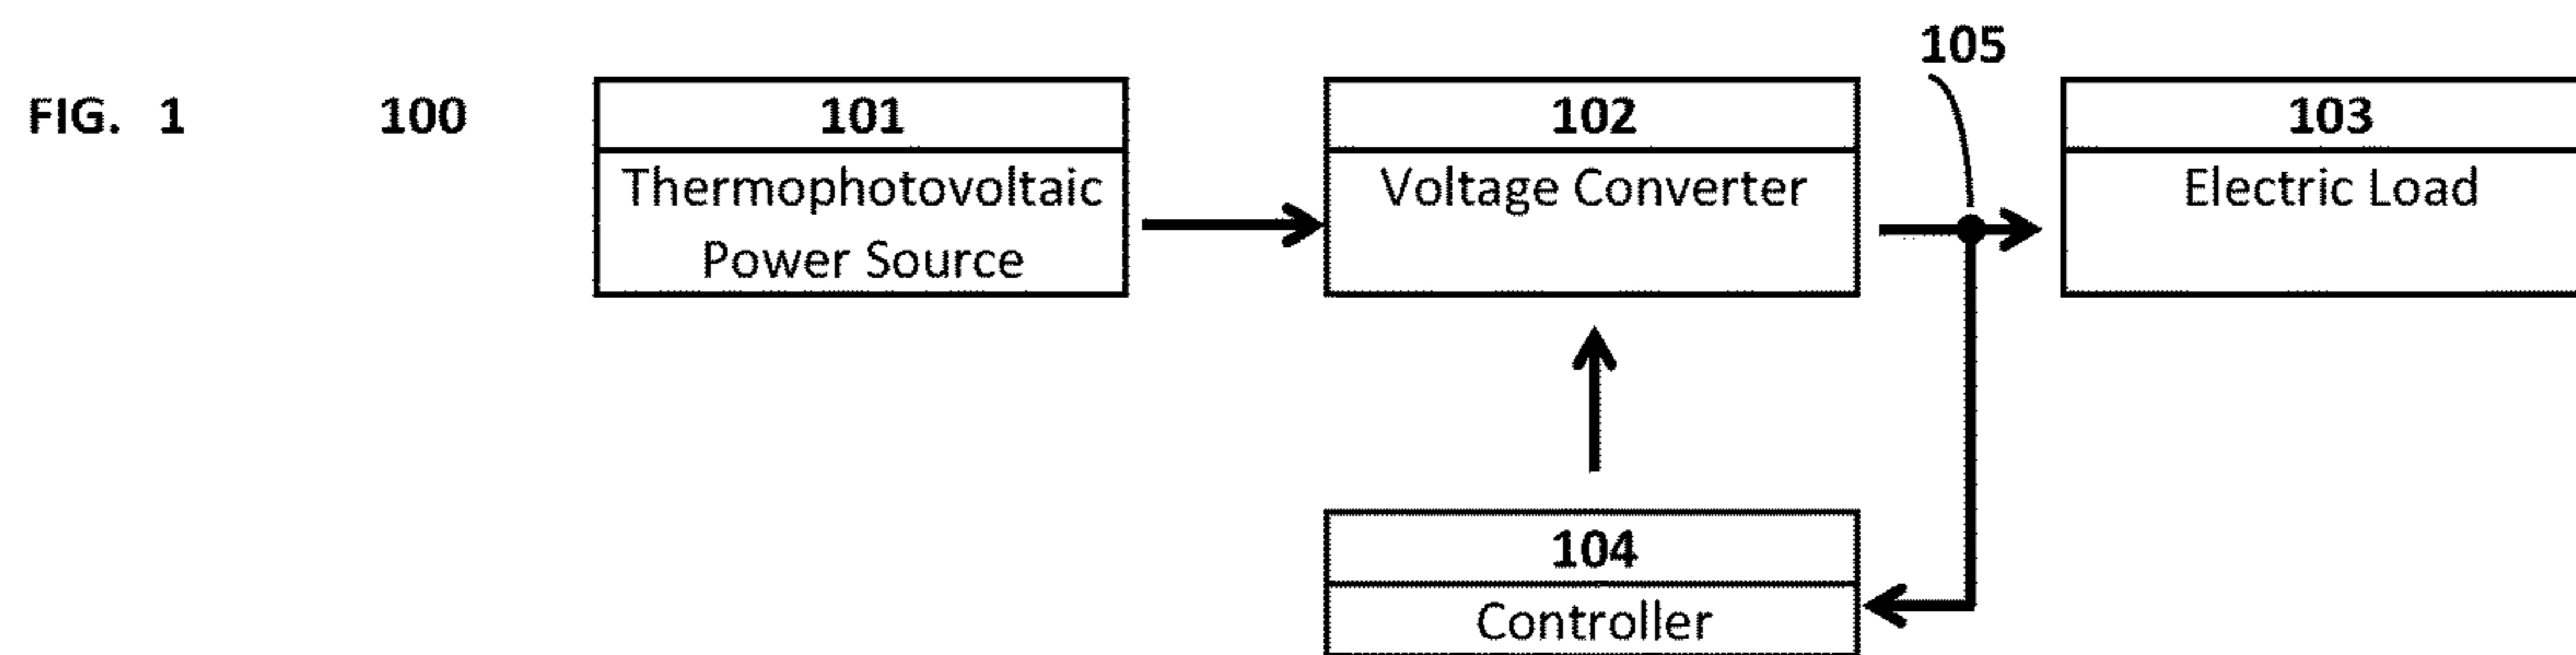 105
FIG. 1
100
101
Thermophotovoltaic
Power Source
102
Voltage Converter
103
Electric Load
104
Controller